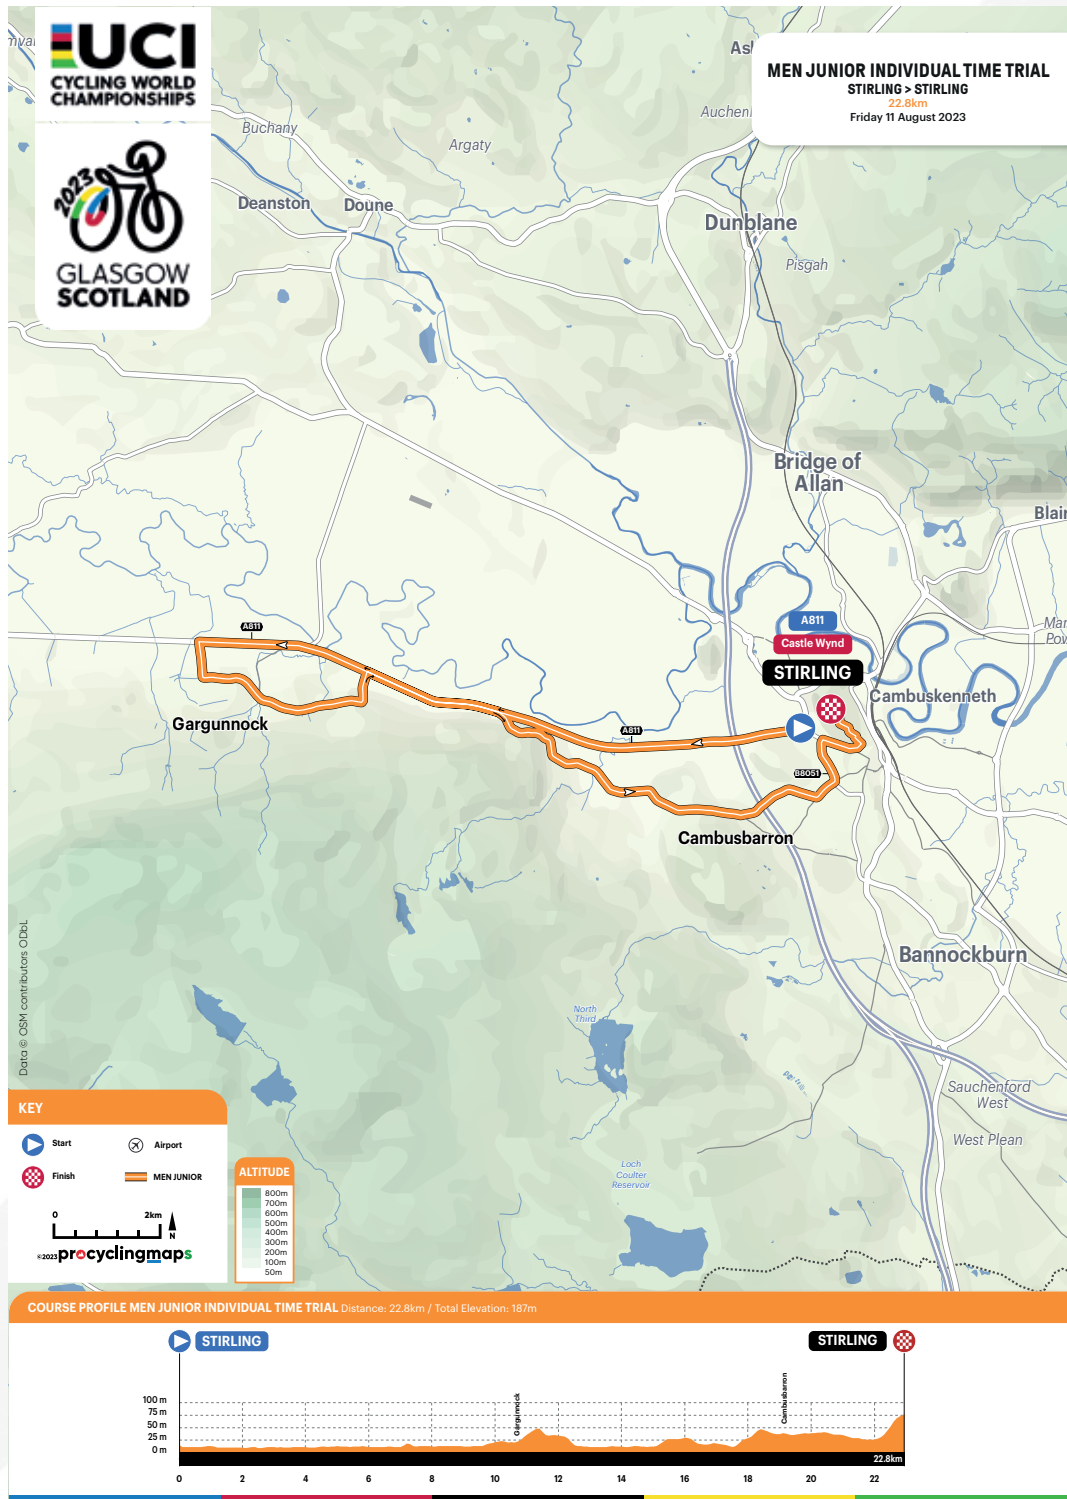 UCI
CYCLING WORLD
CHAMPIONSHIPS
2023
GLASGOW
SCOTLAND
MEN JUNIOR INDIVIDUAL TIME TRIAL
STIRLING > STIRLING
22.8km
Friday 11 August 2023
Buchany
Argaty
Deanston
Doune
Dunblane
Pisgah
Bridge of
Allan
A811
Castle Wynd
STIRLING
Cambuskenneth
A811
Gargunnock
A811
B8051
Cambusbarron
Bannockburn
North
Third
Sauchenford
West
West Plean
Loch
Coulter
Reservoir
Data © OSM contributors ODbL
KEY
Start
Airport
Finish
MEN JUNIOR
0 2km
N
©2023 procyclingmaps
ALTITUDE
800m
700m
600m
500m
400m
300m
200m
100m
50m
COURSE PROFILE MEN JUNIOR INDIVIDUAL TIME TRIAL Distance: 22.8km / Total Elevation: 187m
STIRLING
STIRLING
Gargunnock
Cambusbarron
100 m
75 m
50 m
25 m
0 m
22.8km
0 2 4 6 8 10 12 14 16 18 20 22